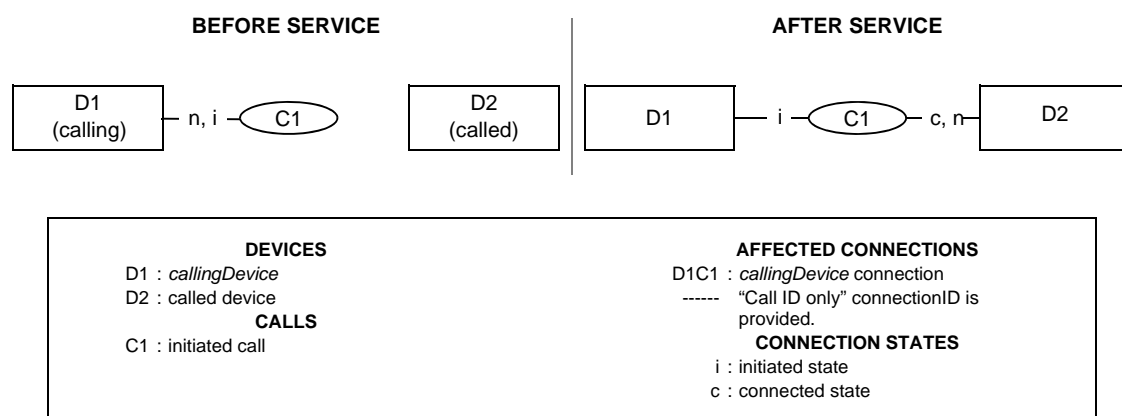 BEFORE SERVICE
AFTER SERVICE
D1
(calling)
n, i
C1
D2
(called)
D1
i
C1
c, n
D2
DEVICES
D1 : callingDevice
D2 : called device
CALLS
C1 : initiated call
AFFECTED CONNECTIONS
D1C1 : callingDevice connection
------ “Call ID only” connectionID is
provided.
CONNECTION STATES
i : initiated state
c : connected state